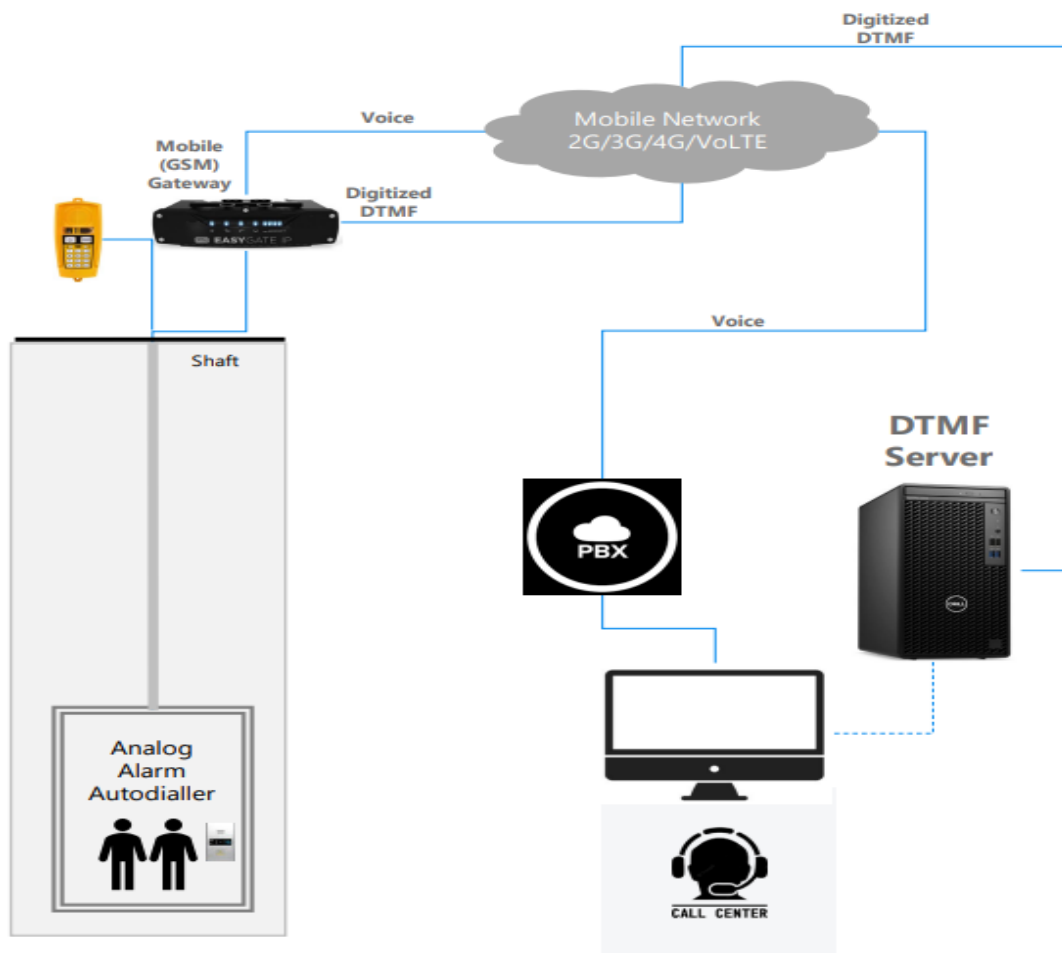 Digitized
DTMF
Voice
Mobile Network
2G/3G/4G/VoLTE
Mobile
(GSM)
Gateway
Digitized
DTMF
EASYGATE IP
Voice
Shaft
DTMF
Server
PBX
DELL
Analog
Alarm
Autodialler
CALL CENTER